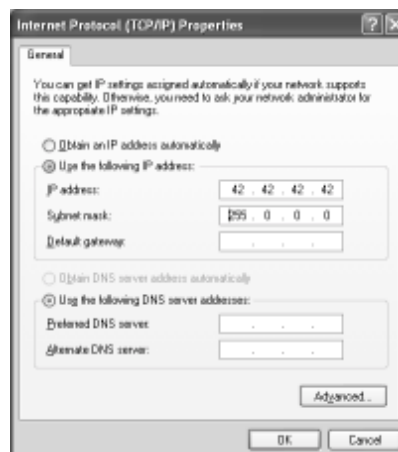 Internet Protocol (TCP/IP) Properties
General
You can get IP settings assigned automatically if your network supports
this capability. Otherwise, you need to ask your network administrator for
the appropriate IP settings.
Obtain an IP address automatically
Use the following IP address:
IP address: 42 . 42 . 42 . 42
Subnet mask: 255 . 0 . 0 . 0
Default gateway: . . .
Obtain DNS server address automatically
Use the following DNS server addresses:
Preferred DNS server: . . .
Alternate DNS server: . . .
Advanced...
OK Cancel